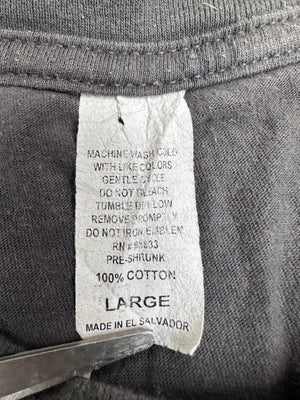 MACHINE WASH COLD
WITH LIKE COLORS
GENTLE CYCLE
DO NOT BLEACH
TUMBLE DRY LOW
REMOVE PROMPTLY
DO NOT IRON EMBLEM
RN #
PRE-SHRUNK
100% COTTON
LARGE
MADE IN EL SALVADOR